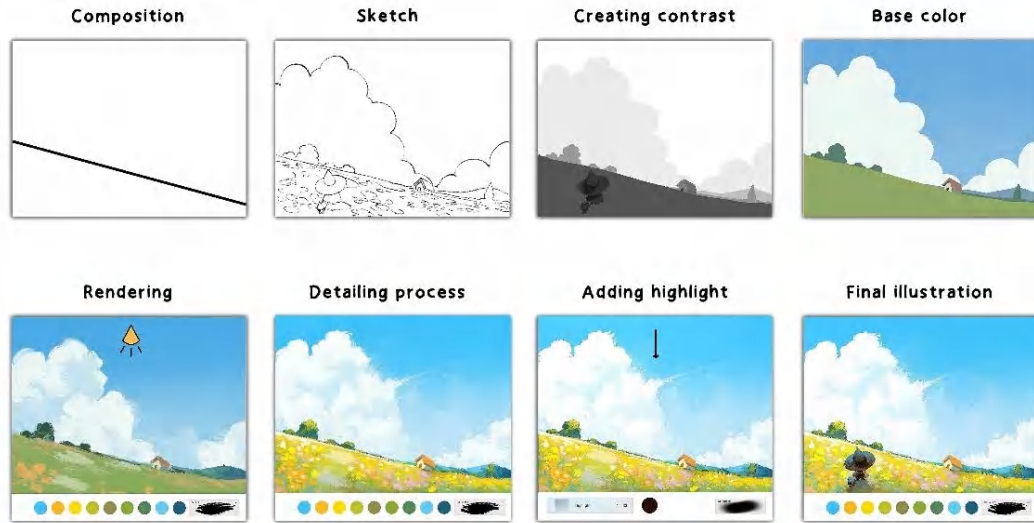 Composition
Sketch
Creating contrast
Base color
Rendering
Detailing process
Adding highlight
Final illustration